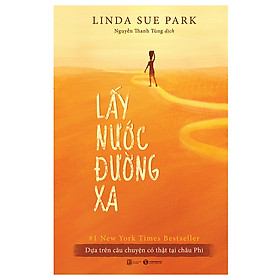 LINDA SUE PARK
Nguyễn Thanh Tùng dịch
LẤY
NƯỚC
ĐƯỜNG
XA
#1 New York Times Bestseller
Dựa trên câu chuyện có thật tại châu Phi